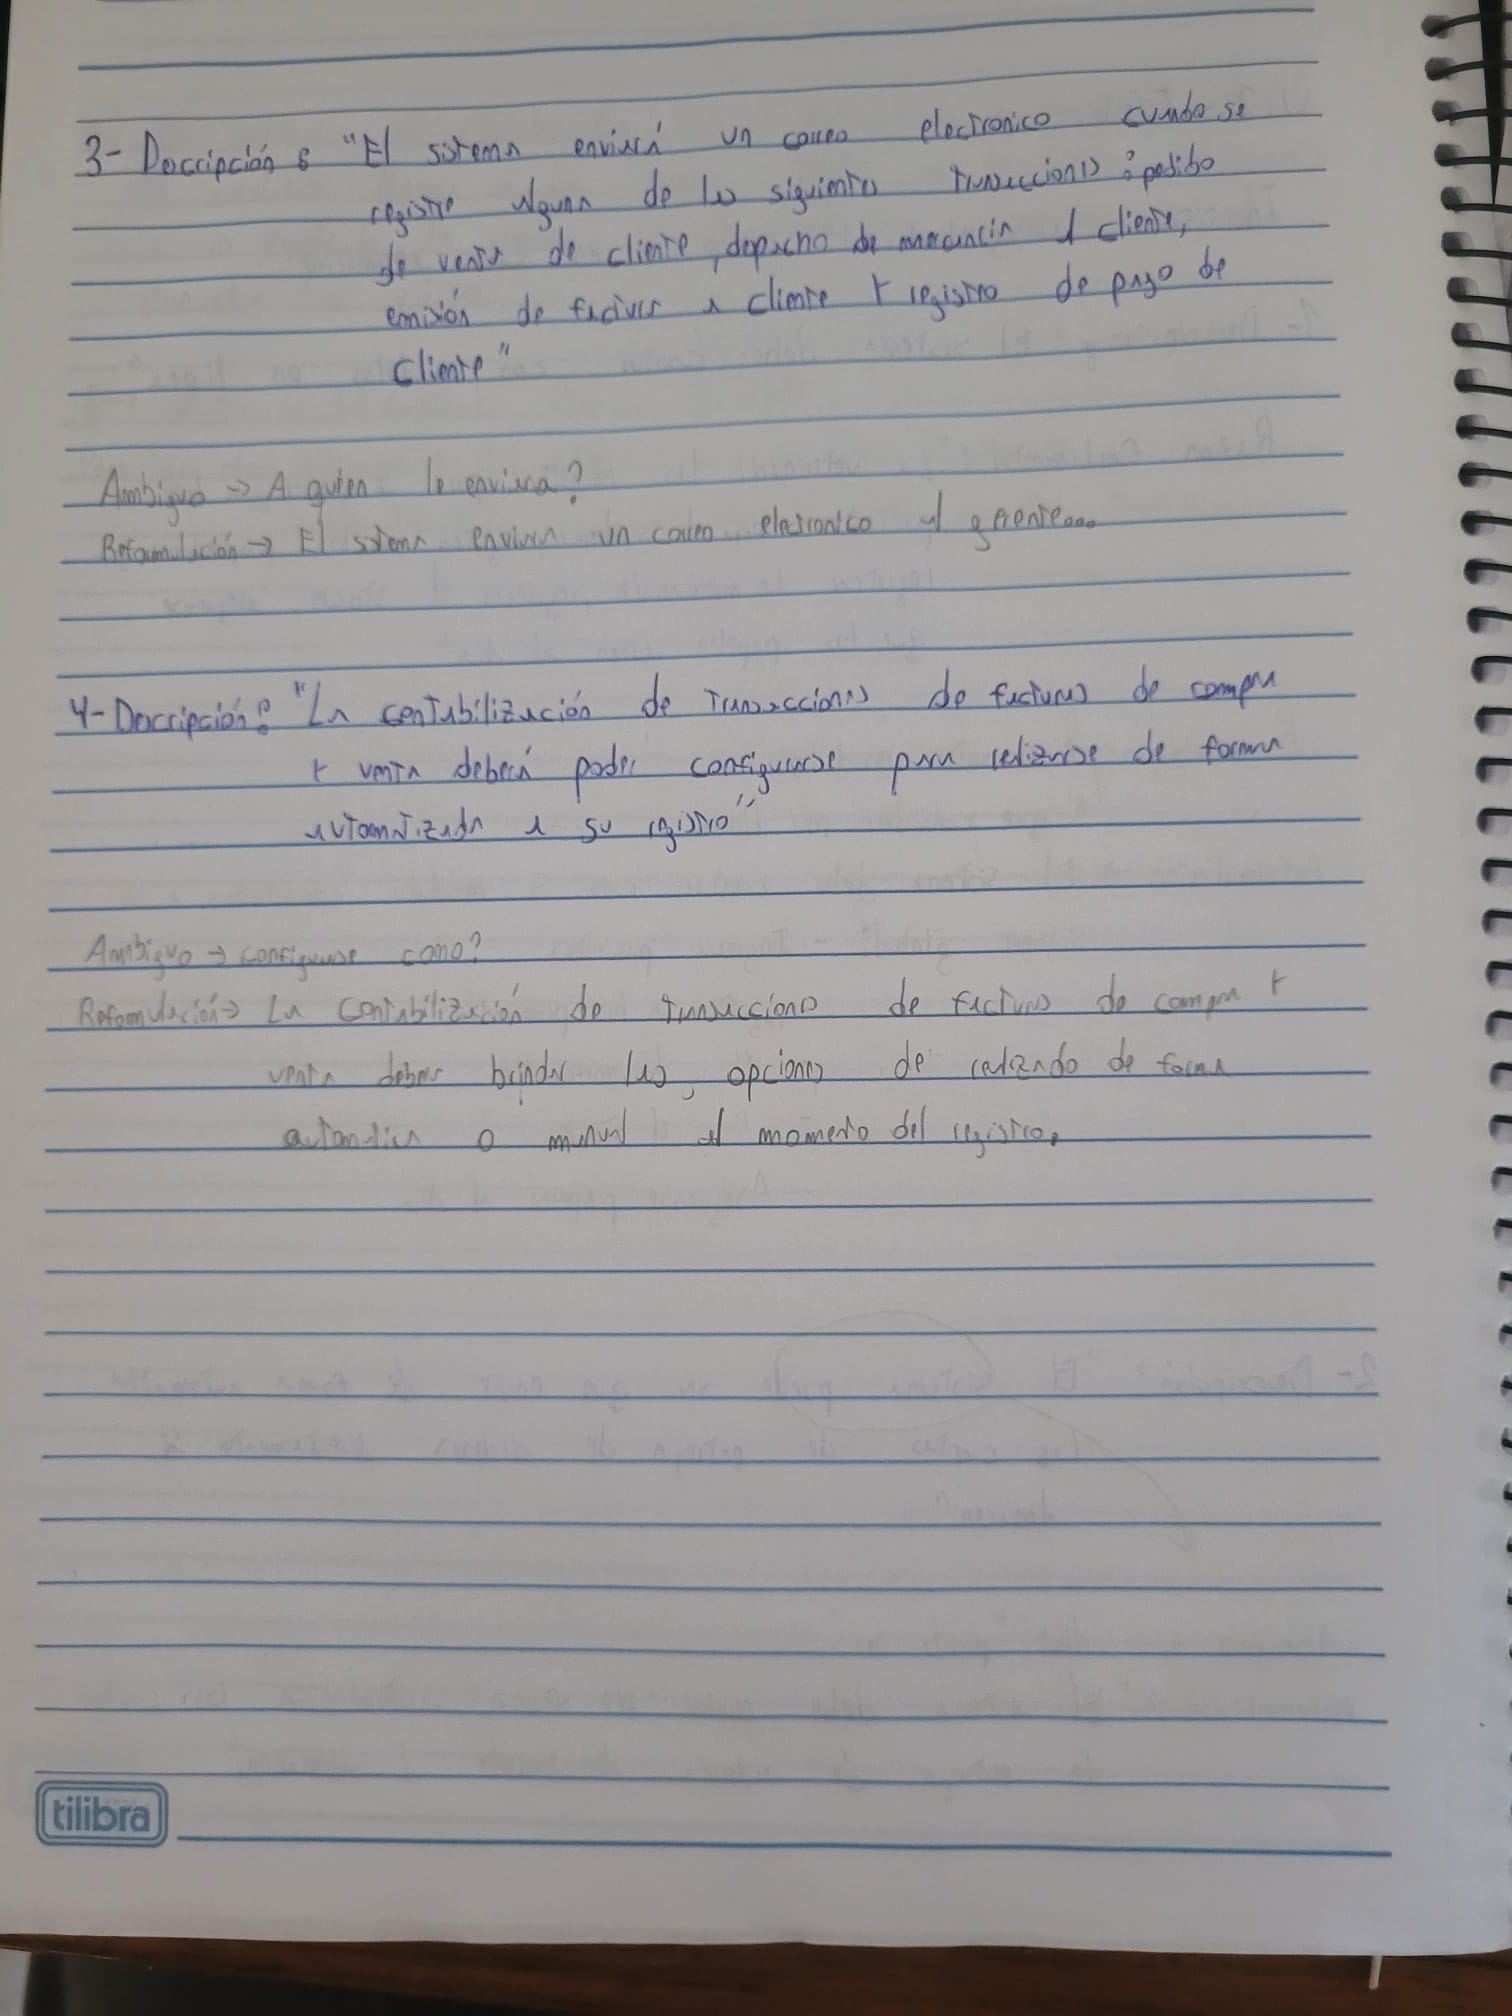 3- Descripción: "El sistema enviará un correo electronico cuando se
registre alguna de las siguientes transacciones: pedido
de venta de cliente, despacho de mercancia al cliente,
emisión de factura a cliente y registro de pago de
cliente"
Ambiguo → A quien le enviara?
Reformulación → El sistema enviara un correo electronico al gerente...
4- Descripción: "La contabilización de transacciones de facturas de compra
y venta deberá poder configurarse para realizarse de forma
automatizada a su registro"
Ambiguo → configurarse como?
Reformulación → La contabilización de transacciones de facturas de compra y
venta debera brindar las opciones de realizando de forma
automatica o manual al momento del registro.
tilibra